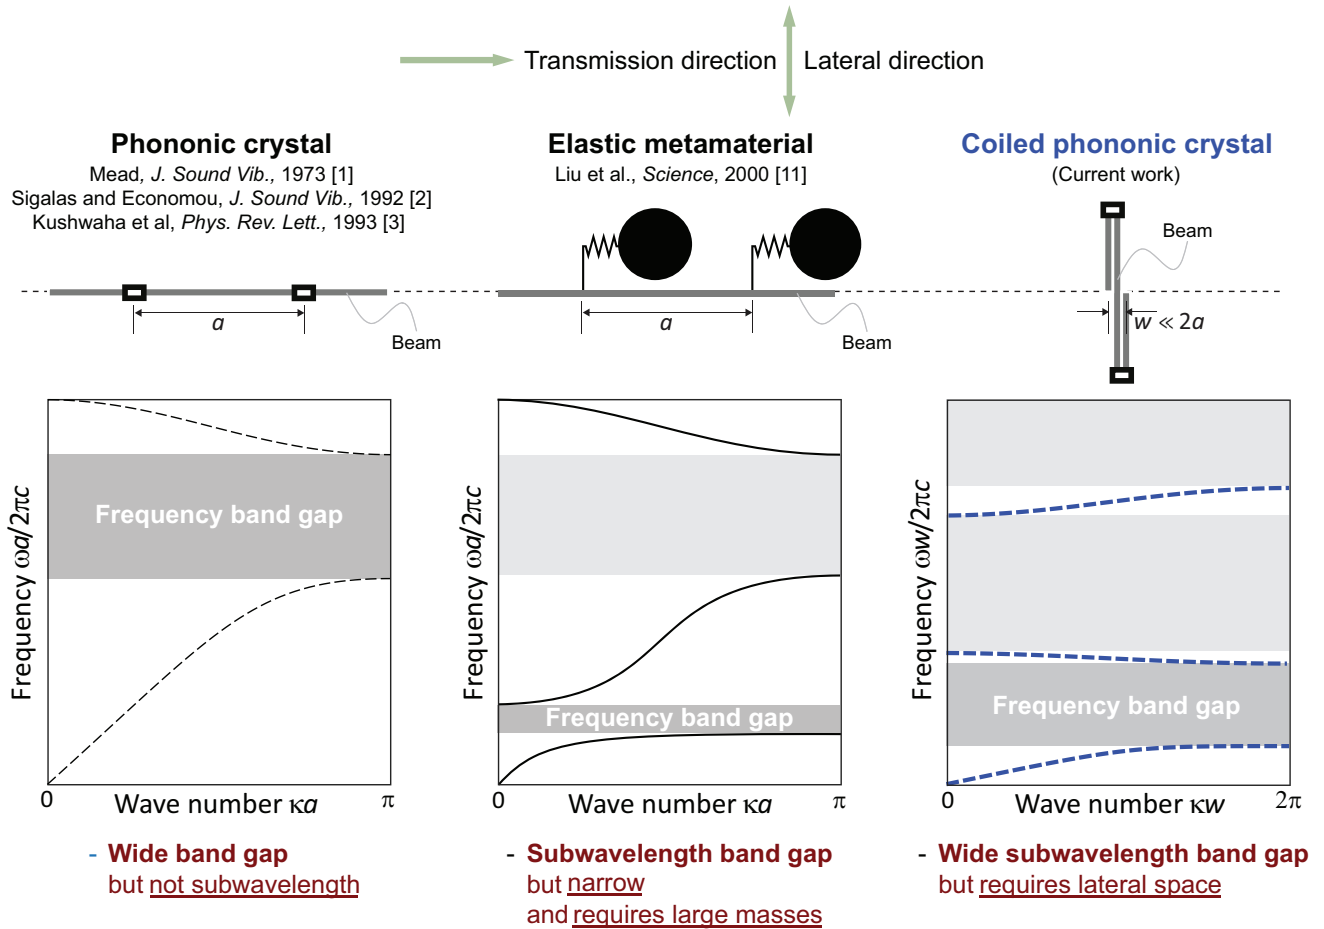 Transmission direction
Lateral direction
Phononic crystal
Mead, J. Sound Vib., 1973 [1]
Sigalas and Economou, J. Sound Vib., 1992 [2]
Kushwaha et al, Phys. Rev. Lett., 1993 [3]
a
Beam
Elastic metamaterial
Liu et al., Science, 2000 [11]
a
Beam
Coiled phononic crystal
(Current work)
Beam
w ≪ 2a
Frequency ωa/2πc
Frequency band gap
0
Wave number κa
π
Frequency ωa/2πc
Frequency band gap
0
Wave number κa
π
Frequency ωw/2πc
Frequency band gap
0
Wave number κw
2π
- Wide band gap
but not subwavelength
- Subwavelength band gap
but narrow
and requires large masses
- Wide subwavelength band gap
but requires lateral space